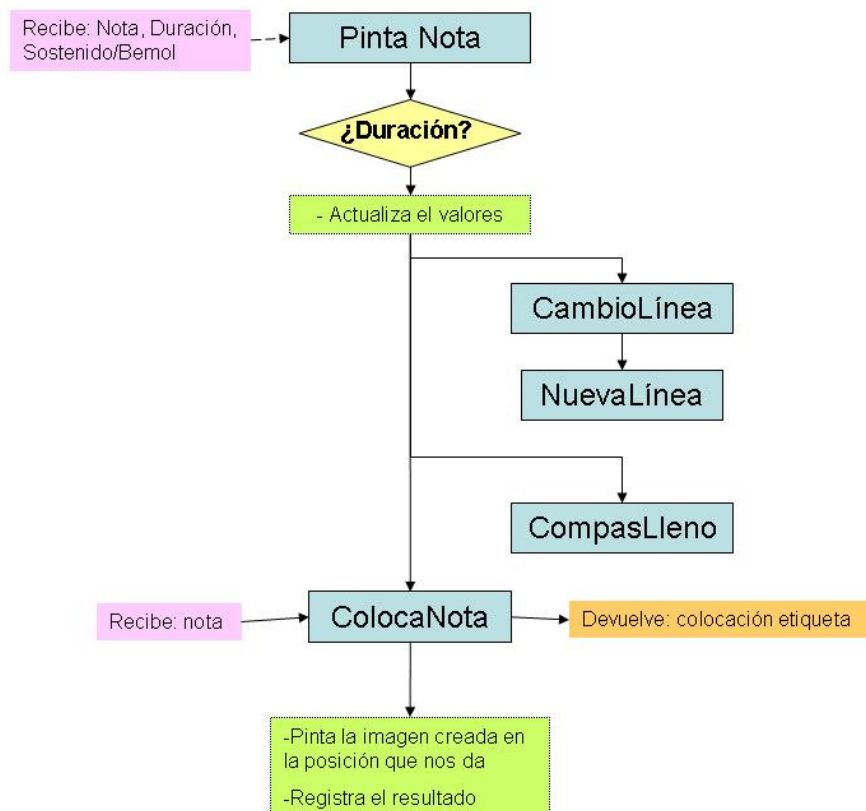 Recibe: Nota, Duración,
Sostenido/Bemol
Pinta Nota
¿Duración?
- Actualiza el valores
CambioLínea
NuevaLínea
CompasLleno
Recibe: nota
ColocaNota
Devuelve: colocación etiqueta
-Pinta la imagen creada en
la posición que nos da
-Registra el resultado